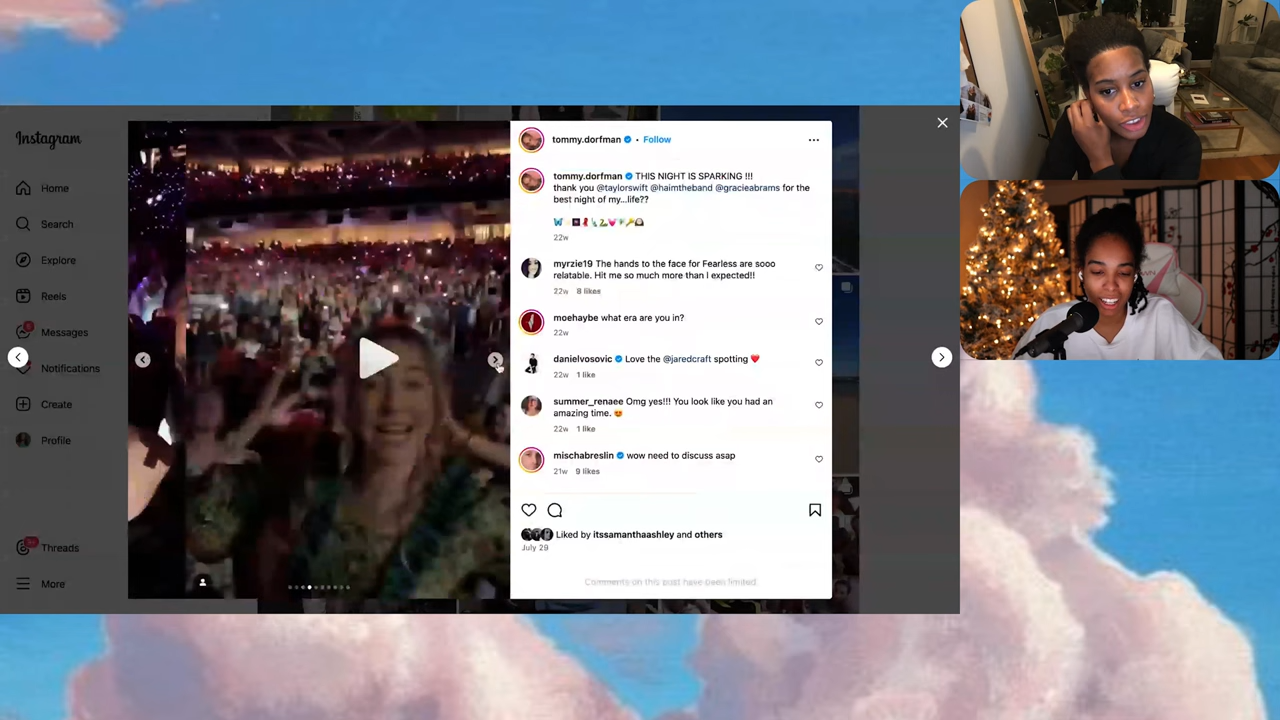 Instagram
Home
Search
Explore
Reels
Messages
Notifications
Create
Profile
Threads
More
tommy.dorfman • Follow
tommy.dorfman THIS NIGHT IS SPARKING !!!
thank you @taylorswift @haimtheband @gracieabrams for the
best night of my...life??
22w
myrzie19 The hands to the face for Fearless are sooo
relatable. Hit me so much more than I expected!!
22w 8 likes
moehaybe what era are you in?
22w
danielvosovic Love the @jaredcraft spotting ❤️
22w 1 like
summer_renaee Omg yes!!! You look like you had an
amazing time. 😍
22w 1 like
mischabreslin wow need to discuss asap
21w 9 likes
Liked by itssamanthaashley and others
July 29
Comments on this post have been limited